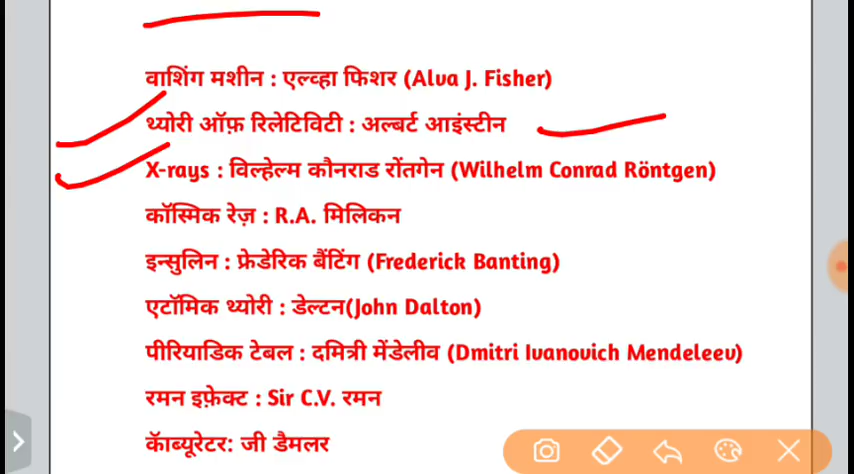 वाशिंग मशीन : एल्व्हा फिशर (Alva J. Fisher)
थ्योरी ऑफ़ रिलेटिविटी : अल्बर्ट आइंस्टीन
X-rays : विल्हेल्म कौनराड रोंतगेन (Wilhelm Conrad Röntgen)
कॉस्मिक रेज़ : R.A. मिलिकन
इन्सुलिन : फ्रेडेरिक बैंटिंग (Frederick Banting)
एटॉमिक थ्योरी : डेल्टन(John Dalton)
पीरियाडिक टेबल : दमित्री मेंडेलीव (Dmitri Ivanovich Mendeleev)
रमन इफ़ेक्ट : Sir C.V. रमन
कॅाब्यूरेटर: जी डैमलर